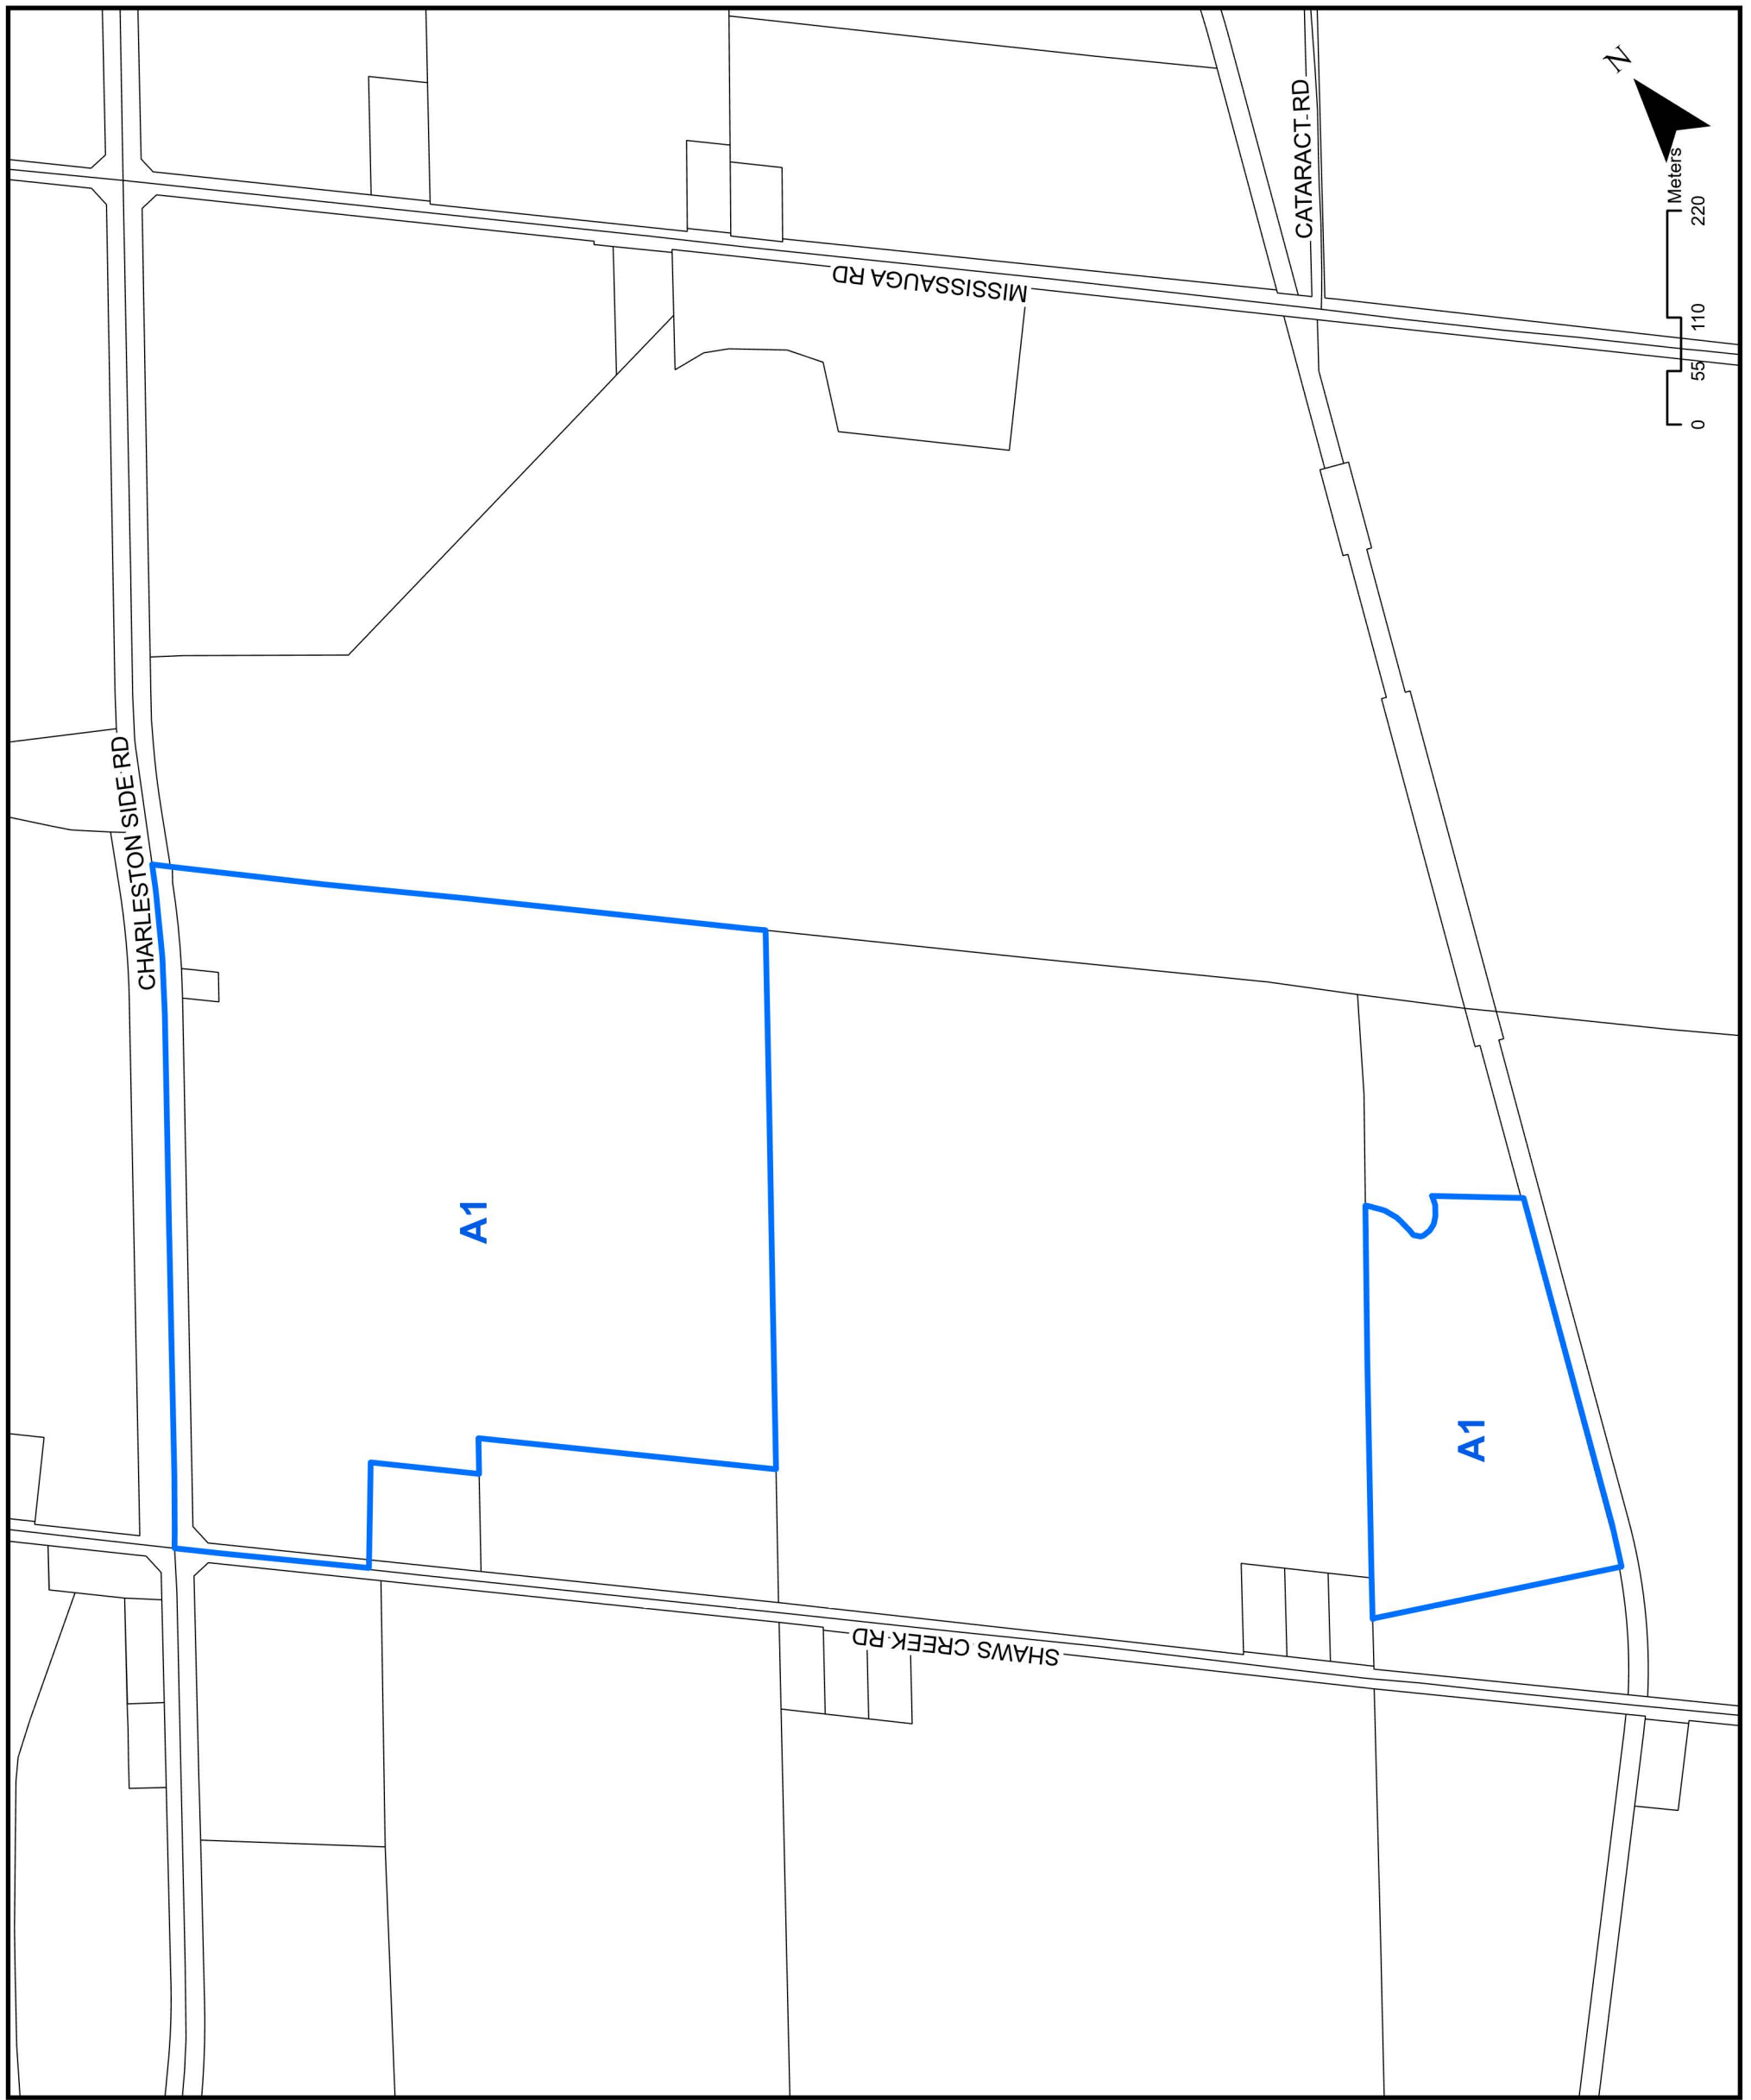 N
CATARACT RD
Meters
220
110
55
0
MISSISSAUGA RD
CHARLESTON SIDE RD
A1
A1
SHAWS CREEK RD